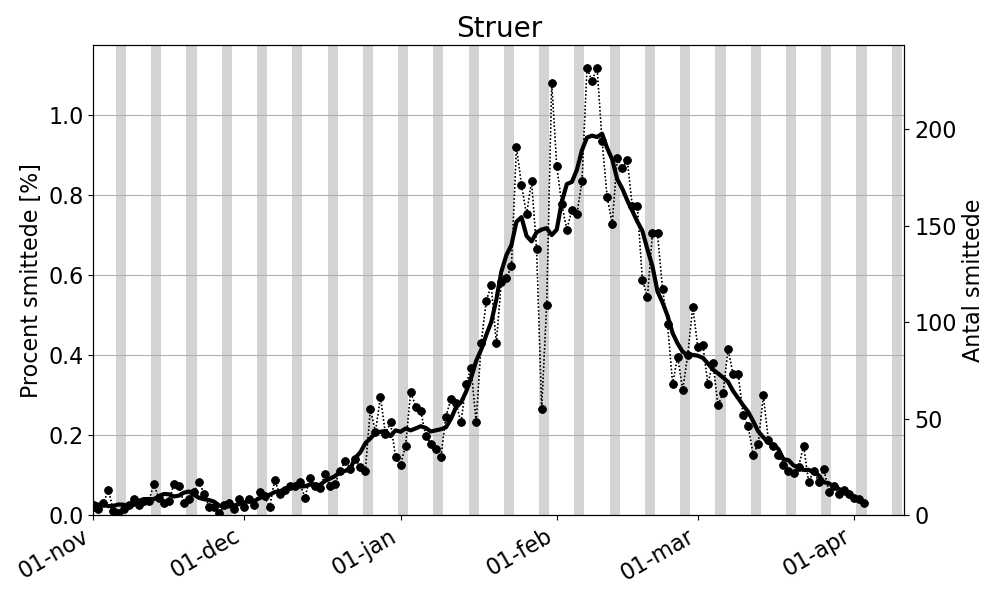 Struer
Procent smittede [%]
1.0
0.8
0.6
0.4
0.2
0.0
200
150
100
50
0
Antal smittede
01-nov
01-dec
01-jan
01-feb
01-mar
01-apr